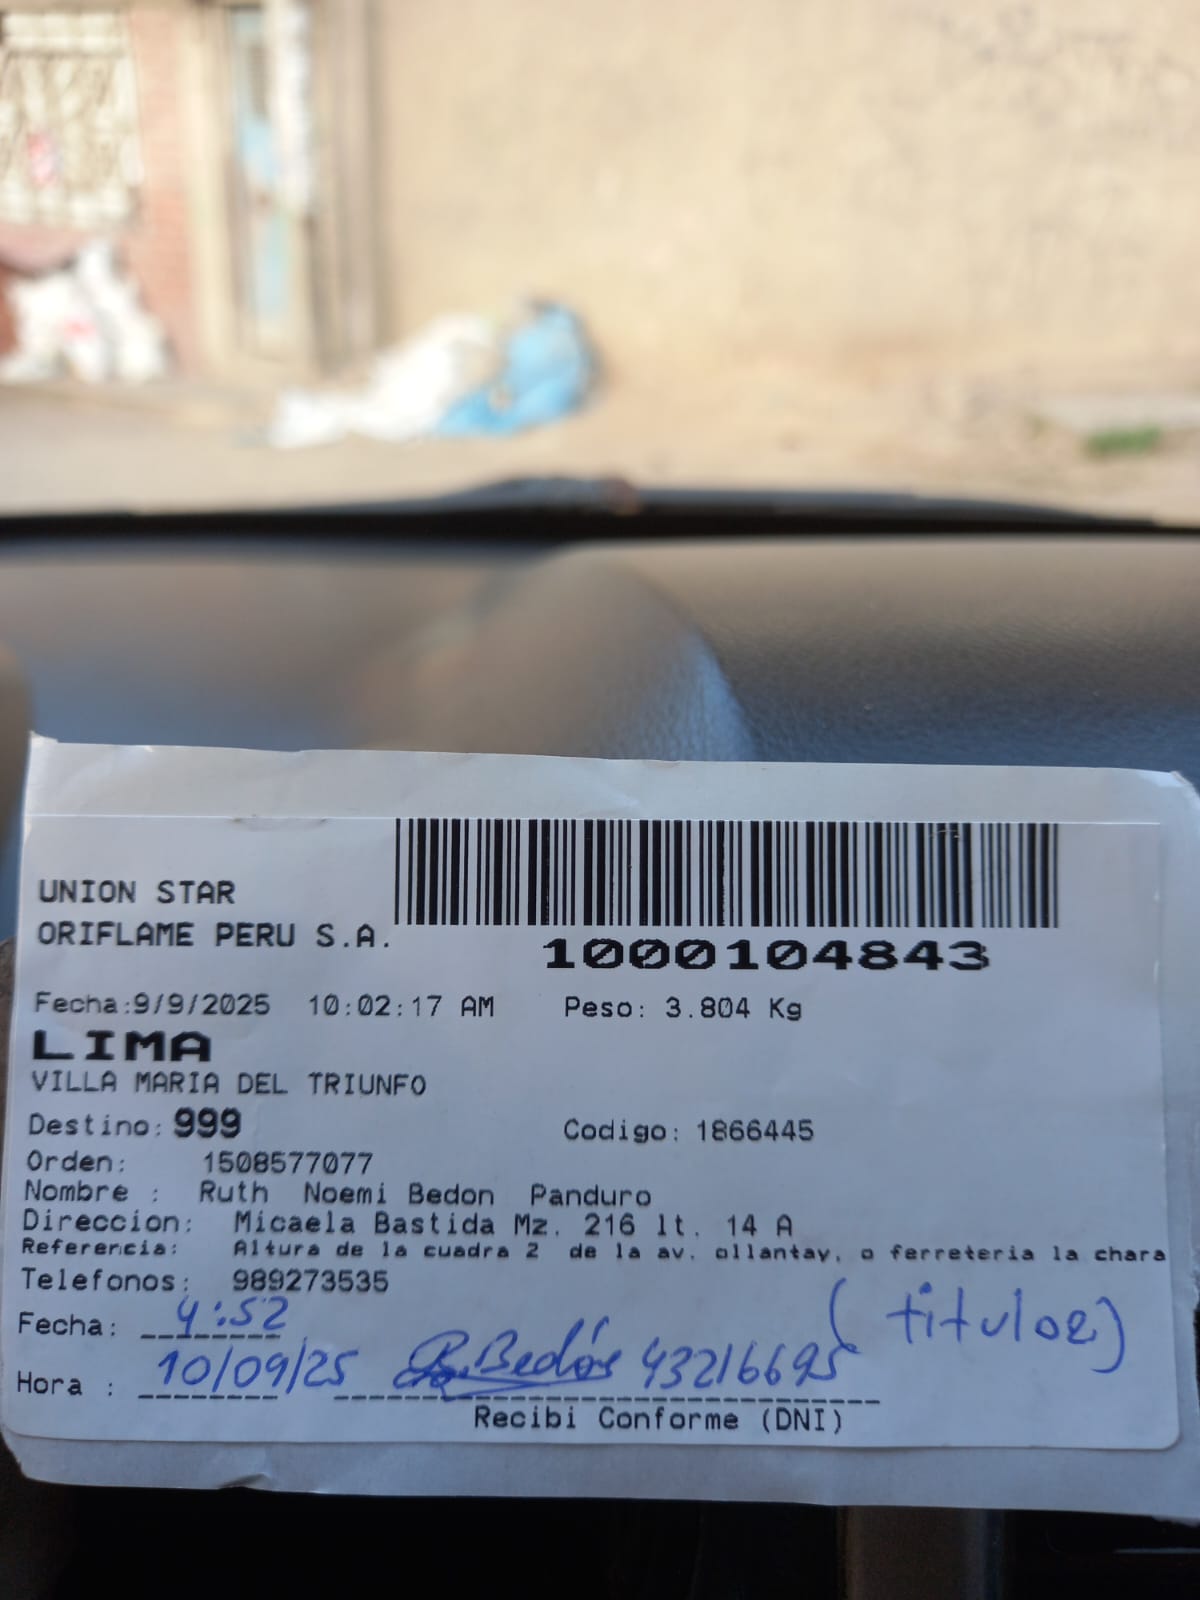 UNION STAR
ORIFLAME PERU S.A.
1000104843
Fecha:9/9/2025 10:02:17 AM Peso: 3.804 Kg
LIMA
VILLA MARIA DEL TRIUNFO
Destino: 999 Codigo: 1866445
Orden: 1508577077
Nombre : Ruth Noemi Bedon Panduro
Direccion: Micaela Bastida Mz. 216 lt. 14 A
Referencia: Altura de la cuadra 2 de la av. ollantay, o ferreteria la chara
Telefonos: 989273535
Fecha: 4:52 (titular)
Hora : 10/09/25 R. Bedón 43216695
Recibi Conforme (DNI)